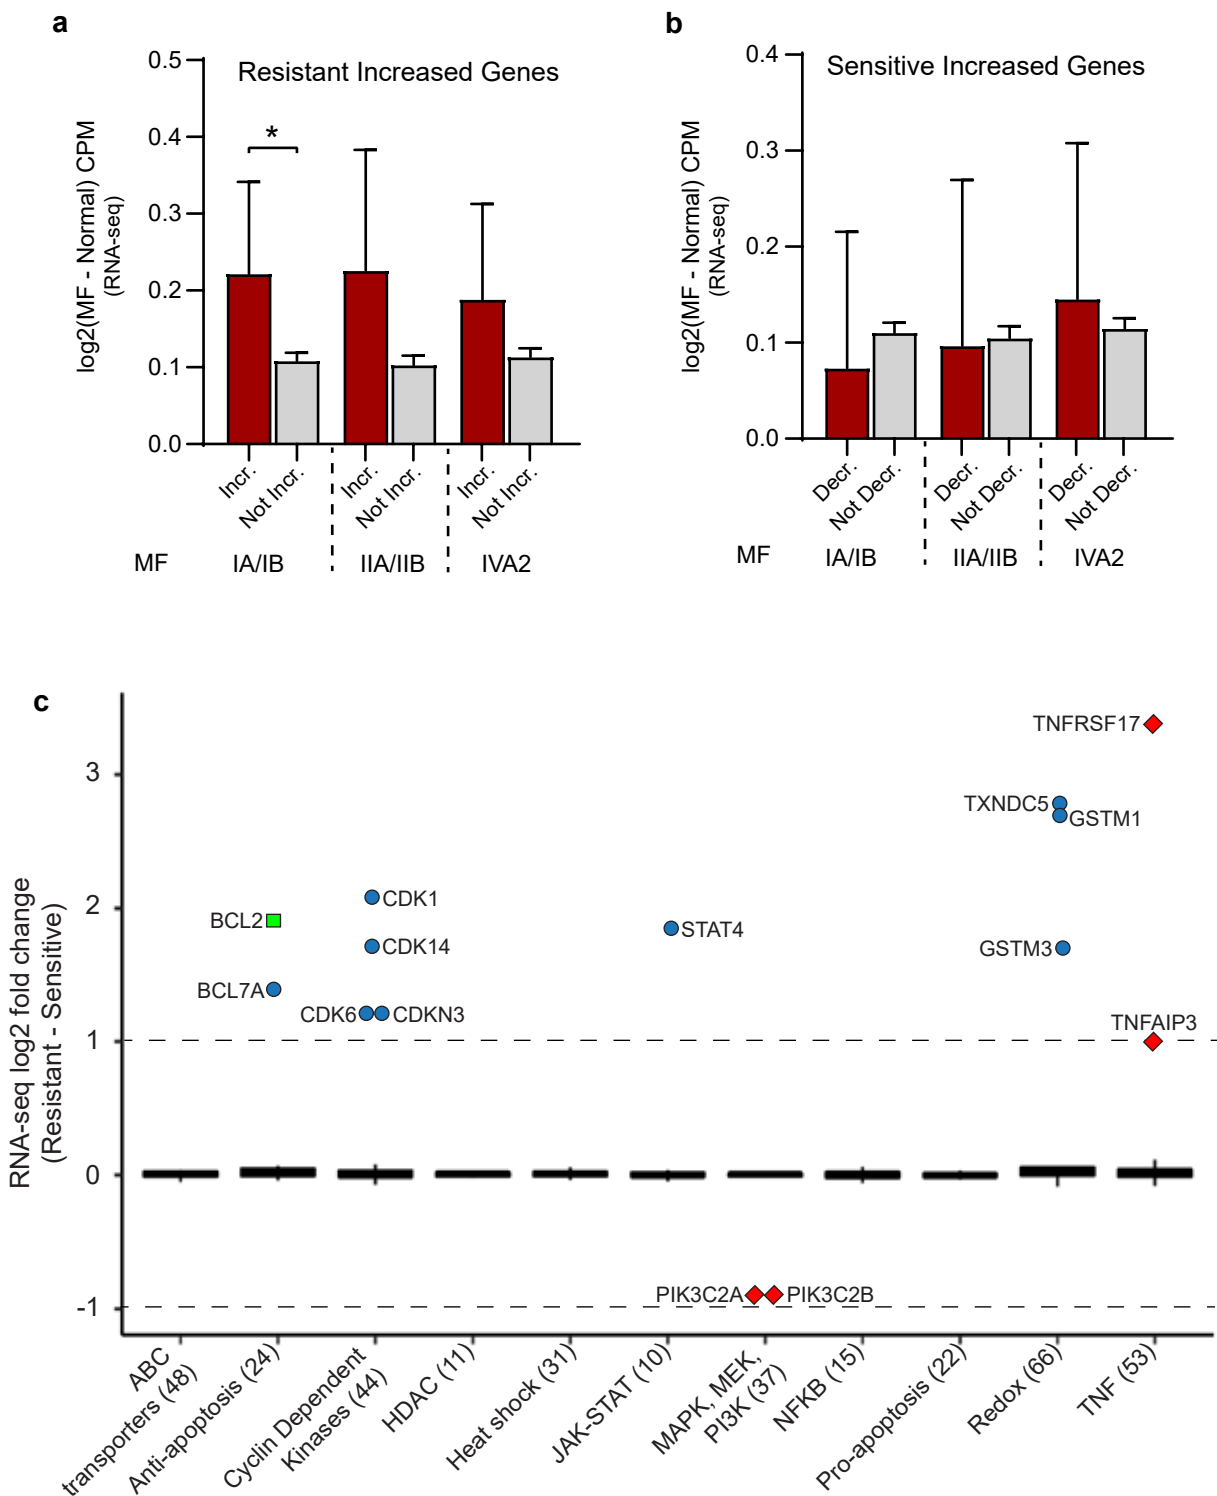 a
Resistant Increased Genes
log2(MF - Normal) CPM
(RNA-seq)
0.5
0.4
0.3
0.2
0.1
0.0
*
Incr.
Not Incr.
Incr.
Not Incr.
Incr.
Not Incr.
MF
IA/IB
IIA/IIB
IVA2
b
Sensitive Increased Genes
log2(MF - Normal) CPM
(RNA-seq)
0.4
0.3
0.2
0.1
0.0
Decr.
Not Decr.
Decr.
Not Decr.
Decr.
Not Decr.
MF
IA/IB
IIA/IIB
IVA2
c
RNA-seq log2 fold change
(Resistant - Sensitive)
3
2
1
0
-1
TNFRSF17
TXNDC5
GSTM1
CDK1
BCL2
STAT4
CDK14
GSTM3
BCL7A
CDK6
CDKN3
TNFAIP3
PIK3C2A
PIK3C2B
ABC
transporters (48)
Anti-apoptosis (24)
Cyclin Dependent
Kinases (44)
HDAC (11)
Heat shock (31)
JAK-STAT (10)
MAPK, MEK,
PI3K (37)
NFKB (15)
Pro-apoptosis (22)
Redox (66)
TNF (53)